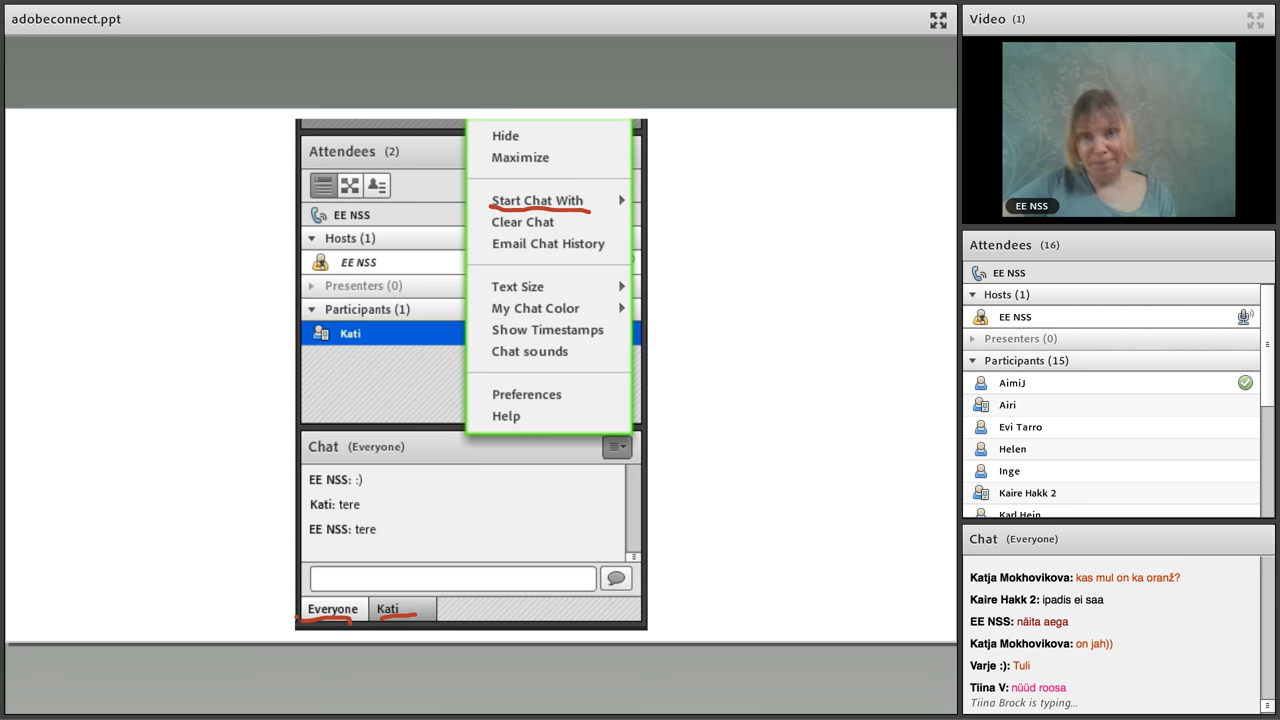 adobeconnect.ppt
Hide
Maximize
Start Chat With
Clear Chat
Email Chat History
Text Size
My Chat Color
Show Timestamps
Chat sounds
Preferences
Help
Attendees (2)
EE NSS
Hosts (1)
EE NSS
Presenters (0)
Participants (1)
Kati
Chat (Everyone)
EE NSS: :)
Kati: tere
EE NSS: tere
Everyone Kati
Video (1)
EE NSS
Attendees (16)
EE NSS
Hosts (1)
EE NSS
Presenters (0)
Participants (15)
AimiJ
Airi
Evi Tarro
Helen
Inge
Kaire Hakk 2
Karl Hein
Chat (Everyone)
Katja Mokhovikova: kas mul on ka oranž?
Kaire Hakk 2: ipadis ei saa
EE NSS: näita aega
Katja Mokhovikova: on jah))
Varje :): Tuli
Tiina V: nüüd roosa
Tiina Brock is typing...